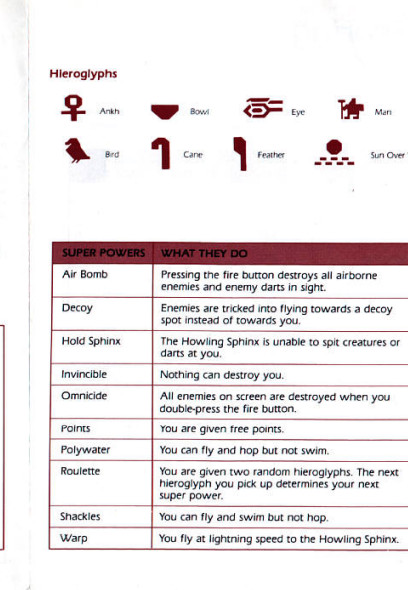 Hieroglyphs
Ankh Bowl Eye Man
Bird Cane Feather Sun Over
SUPER POWERS WHAT THEY DO
Air Bomb Pressing the fire button destroys all airborne
enemies and enemy darts in sight.
Decoy Enemies are tricked into flying towards a decoy
spot instead of towards you.
Hold Sphinx The Howling Sphinx is unable to spit creatures or
darts at you.
Invincible Nothing can destroy you.
Omnicide All enemies on screen are destroyed when you
double-press the fire button.
Points You are given free points.
Polywater You can fly and hop but not swim.
Roulette You are given two random hieroglyphs. The next
hieroglyph you pick up determines your next
super power.
Shackles You can fly and swim but not hop.
Warp You fly at lightning speed to the Howling Sphinx.